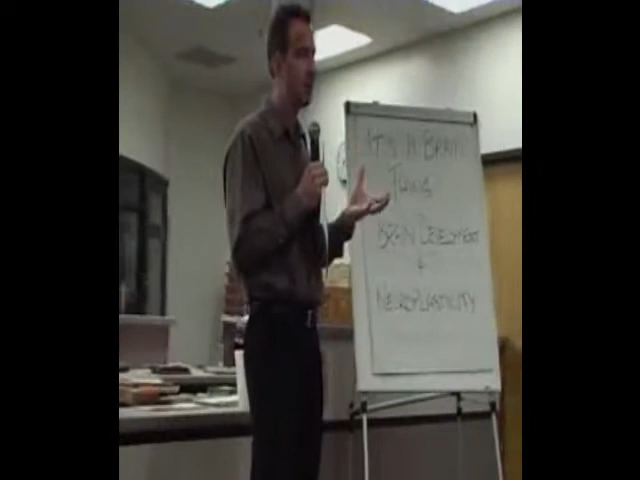 IT'S A BRAIN
THING
BRAIN DEVELOPMENT
+
NEUROPLASTICITY